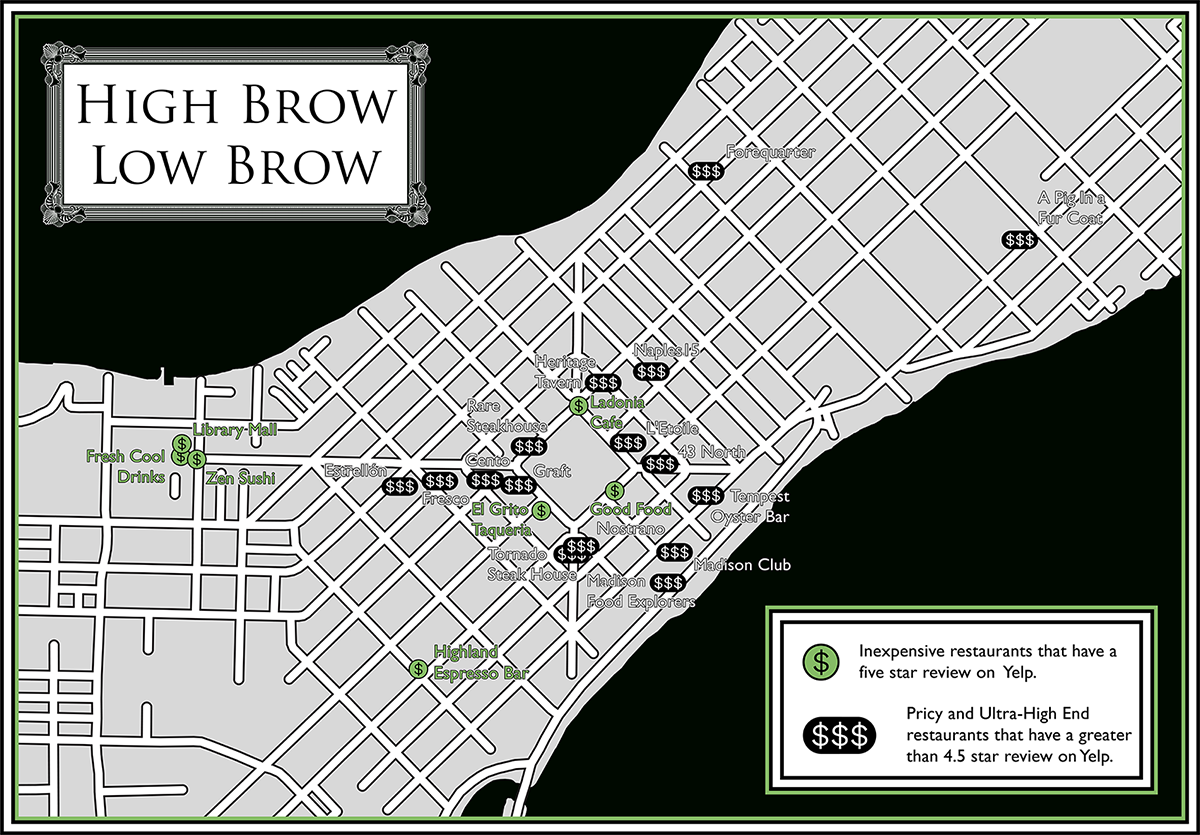 HIGH BROW
LOW BROW
Forequarter
$$$
A Pig In a
Fur Coat
$$$
Naples 15
$$$
Heritage
Tavern
$$$
$
Ladonia
Cafe
Rare
Steakhouse
$$$
L'Etoile
$$$
43 North
$$$
Library Mall
$
Fresh Cool
Drinks
$
$
Zen Sushi
Estrellón
$$$
Fresco
$$$
Cento
$$$
Graft
$$$
El Grito
Taqueria
$
$
Good Food
Nostrano
$$$
Tempest
Oyster Bar
$$$
Tornado
Steak House
$$$
$$$
Madison Club
Madison
Food Explorers
$$$
$
Highland
Espresso Bar
$
Inexpensive restaurants that have a
five star review on Yelp.
$$$
Pricy and Ultra-High End
restaurants that have a greater
than 4.5 star review on Yelp.